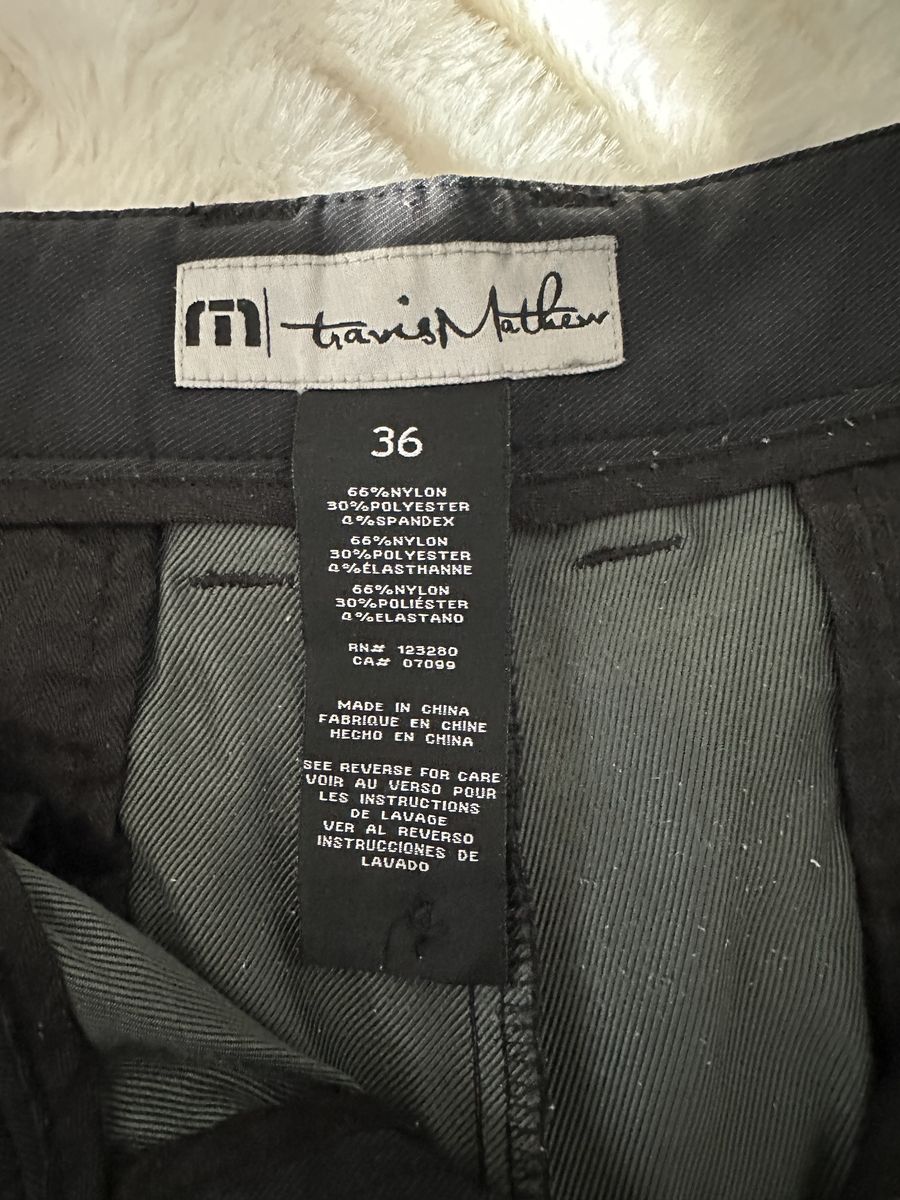 travisMathew
36
66%NYLON
30%POLYESTER
4%SPANDEX
66%NYLON
30%POLYESTER
4%ÉLASTHANNE
66%NYLON
30%POLIÉSTER
4%ELASTANO
RN# 123280
CA# 07099
MADE IN CHINA
FABRIQUE EN CHINE
HECHO EN CHINA
SEE REVERSE FOR CARE
VOIR AU VERSO POUR
LES INSTRUCTIONS
DE LAVAGE
VER AL REVERSO
INSTRUCCIONES DE
LAVADO